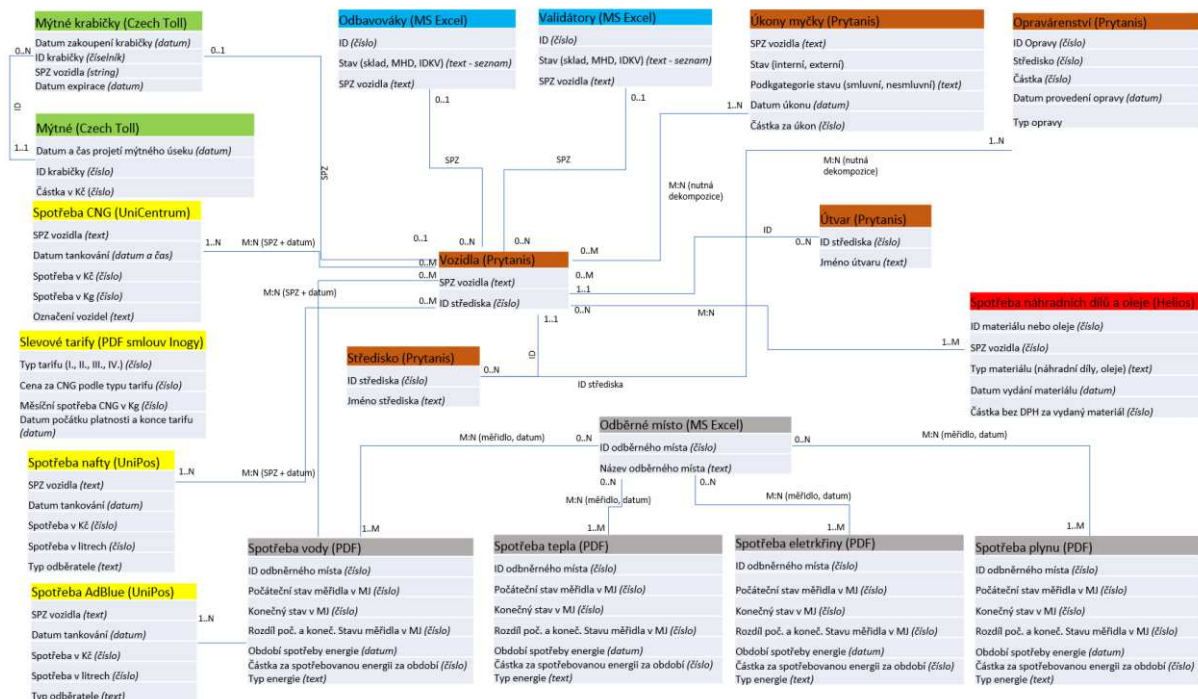 Mýtné krabičky (Czech Toll)
Datum zakoupení krabičky (datum)
ID krabičky (číselník)
SPZ vozidla (string)
Datum expirace (datum)
0..N
0..1
ID
1..1
Mýtné (Czech Toll)
Datum a čas projetí mýtného úseku (datum)
ID krabičky (číslo)
Částka v Kč (číslo)
SPZ
Odbavováky (MS Excel)
ID (číslo)
Stav (sklad, MHD, IDKV) (text - seznam)
SPZ vozidla (text)
0..1
SPZ
Validátory (MS Excel)
ID (číslo)
Stav (sklad, MHD, IDKV) (text - seznam)
SPZ vozidla (text)
0..1
SPZ
Úkony myčky (Prytanis)
SPZ vozidla (text)
Stav (interní, externí)
Podkgategorie stavu (smluvní, nesmluvní) (text)
Datum úkonu (datum)
Částka za úkon (číslo)
1..N
M:N (nutná
dekompozice)
Opravárenství (Prytanis)
ID Opravy (číslo)
Středisko (číslo)
Částka (číslo)
Datum provedení opravy (datum)
Typ opravy
1..N
M:N (nutná
dekompozice)
Spotřeba CNG (UniCentrum)
SPZ vozidla (text)
Datum tankování (datum a čas)
Spotřeba v Kč (číslo)
Spotřeba v Kg (číslo)
Označení vozidel (text)
1..N
M:N (SPZ + datum)
0..1
0..N
0..N
0..M
0..M
0..M
0..M
Vozidla (Prytanis)
SPZ vozidla (text)
ID střediska (číslo)
0..M
1..1
0..N
1..1
M:N (SPZ + datum)
Útvar (Prytanis)
ID střediska (číslo)
Jméno útvaru (text)
ID
0..N
M:N
Spotřeba náhradních dílů a oleje (Helios)
ID materiálu nebo oleje (číslo)
SPZ vozidla (číslo)
Typ materiálu (náhradní díly, oleje) (text)
Datum vydání materiálu (datum)
Částka bez DPH za vydaný materiál (číslo)
1..M
Slevové tarify (PDF smlouv Inogy)
Typ tarifu (I., II., III., IV.) (číslo)
Cena za CNG podle typu tarifu (číslo)
Měsíční spotřeba CNG v Kg (číslo)
Datum počátku platnosti a konce tarifu
(datum)
Středisko (Prytanis)
ID střediska (číslo)
Jméno střediska (text)
0..N
ID
ID střediska
Odběrné místo (MS Excel)
ID odběrného místa (číslo)
Název odběrného místa (text)
0..N
0..N
0..N
0..N
M:N (měřidlo, datum)
M:N (měřidlo, datum)
M:N (měřidlo, datum)
M:N (měřidlo, datum)
Spotřeba nafty (UniPos)
SPZ vozidla (text)
Datum tankování (datum)
Spotřeba v Kč (číslo)
Spotřeba v litrech (číslo)
Typ odběratele (text)
1..N
M:N (SPZ + datum)
Spotřeba AdBlue (UniPos)
SPZ vozidla (text)
Datum tankování (datum)
Spotřeba v Kč (číslo)
Spotřeba v litrech (číslo)
Typ odběratele (text)
1..N
1..M
Spotřeba vody (PDF)
ID odbněrného místa (číslo)
Počáteční stav měřidla v MJ (číslo)
Konečný stav v MJ (číslo)
Rozdíl poč. a koneč. Stavu měřidla v MJ (číslo)
Období spotřeby energie (datum)
Částka za spotřebovanou energii za období (číslo)
Typ energie (text)
1..M
Spotřeba tepla (PDF)
ID odbněrného místa (číslo)
Počáteční stav měřidla v MJ (číslo)
Konečný stav v MJ (číslo)
Rozdíl poč. a koneč. Stavu měřidla v MJ (číslo)
Období spotřeby energie (datum)
Částka za spotřebovanou energii za období (číslo)
Typ energie (text)
1..M
Spotřeba eletrkřiny (PDF)
ID odbněrného místa (číslo)
Počáteční stav měřidla v MJ (číslo)
Konečný stav v MJ (číslo)
Rozdíl poč. a koneč. Stavu měřidla v MJ (číslo)
Období spotřeby energie (datum)
Částka za spotřebovanou energii za období (číslo)
Typ energie (text)
1..M
Spotřeba plynu (PDF)
ID odbněrného místa (číslo)
Počáteční stav měřidla v MJ (číslo)
Konečný stav v MJ (číslo)
Rozdíl poč. a koneč. Stavu měřidla v MJ (číslo)
Období spotřeby energie (datum)
Částka za spotřebovanou energii za období (číslo)
Typ energie (text)